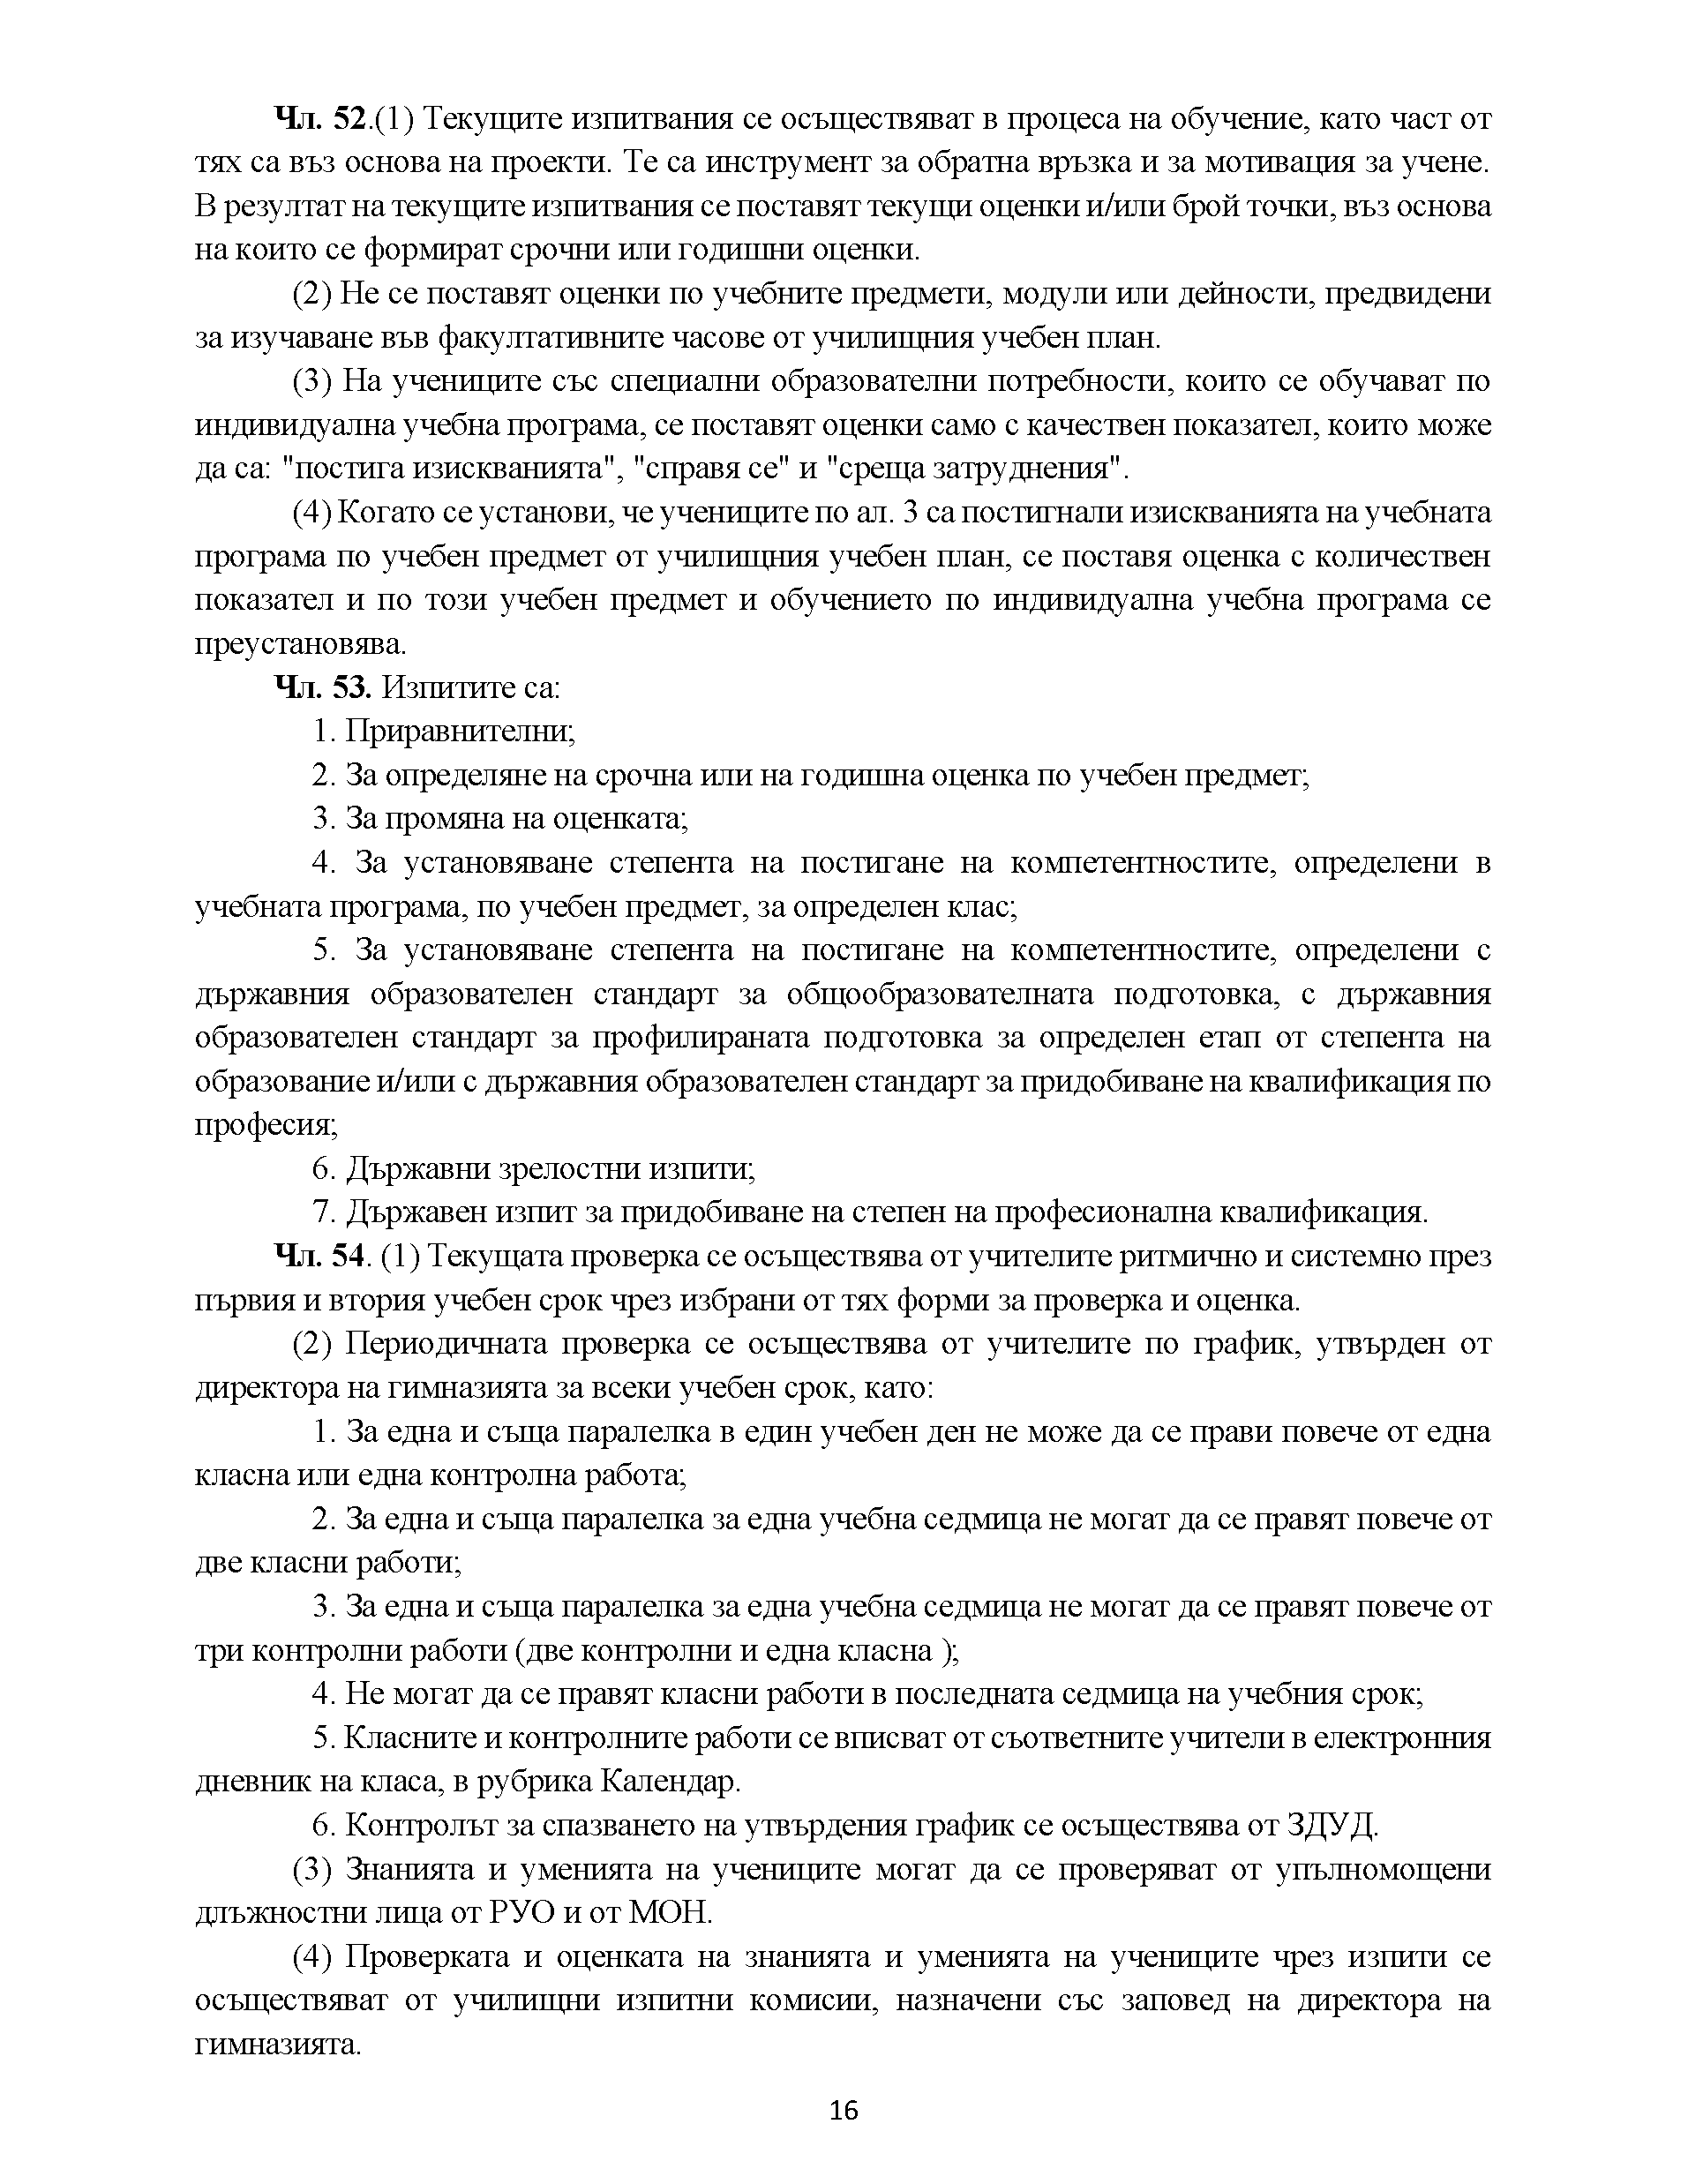 Чл. 52.(1) Текущите изпитвания се осъществяват в процеса на обучение, като част от
тях са въз основа на проекти. Те са инструмент за обратна връзка и за мотивация за учене.
В резултат на текущите изпитвания се поставят текущи оценки и/или брой точки, въз основа
на които се формират срочни или годишни оценки.
(2) Не се поставят оценки по учебните предмети, модули или дейности, предвидени
за изучаване във факултативните часове от училищния учебен план.
(3) На учениците със специални образователни потребности, които се обучават по
индивидуална учебна програма, се поставят оценки само с качествен показател, които може
да са: "постига изискванията", "справя се" и "среща затруднения".
(4) Когато се установи, че учениците по ал. 3 са постигнали изискванията на учебната
програма по учебен предмет от училищния учебен план, се поставя оценка с количествен
показател и по този учебен предмет и обучението по индивидуална учебна програма се
преустановява.
Чл. 53. Изпитите са:
1. Приравнителни;
2. За определяне на срочна или на годишна оценка по учебен предмет;
3. За промяна на оценката;
4. За установяване степента на постигане на компетентностите, определени в
учебната програма, по учебен предмет, за определен клас;
5. За установяване степента на постигане на компетентностите, определени с
държавния образователен стандарт за общообразователната подготовка, с държавния
образователен стандарт за профилираната подготовка за определен етап от степента на
образование и/или с държавния образователен стандарт за придобиване на квалификация по
професия;
6. Държавни зрелостни изпити;
7. Държавен изпит за придобиване на степен на професионална квалификация.
Чл. 54. (1) Текущата проверка се осъществява от учителите ритмично и системно през
първия и втория учебен срок чрез избрани от тях форми за проверка и оценка.
(2) Периодичната проверка се осъществява от учителите по график, утвърден от
директора на гимназията за всеки учебен срок, като:
1. За една и съща паралелка в един учебен ден не може да се прави повече от една
класна или една контролна работа;
2. За една и съща паралелка за една учебна седмица не могат да се правят повече от
две класни работи;
3. За една и съща паралелка за една учебна седмица не могат да се правят повече от
три контролни работи (две контролни и една класна );
4. Не могат да се правят класни работи в последната седмица на учебния срок;
5. Класните и контролните работи се вписват от съответните учители в електронния
дневник на класа, в рубрика Календар.
6. Контролът за спазването на утвърдения график се осъществява от ЗДУД.
(3) Знанията и уменията на учениците могат да се проверяват от упълномощени
длъжностни лица от РУО и от МОН.
(4) Проверката и оценката на знанията и уменията на учениците чрез изпити се
осъществяват от училищни изпитни комисии, назначени със заповед на директора на
гимназията.
16